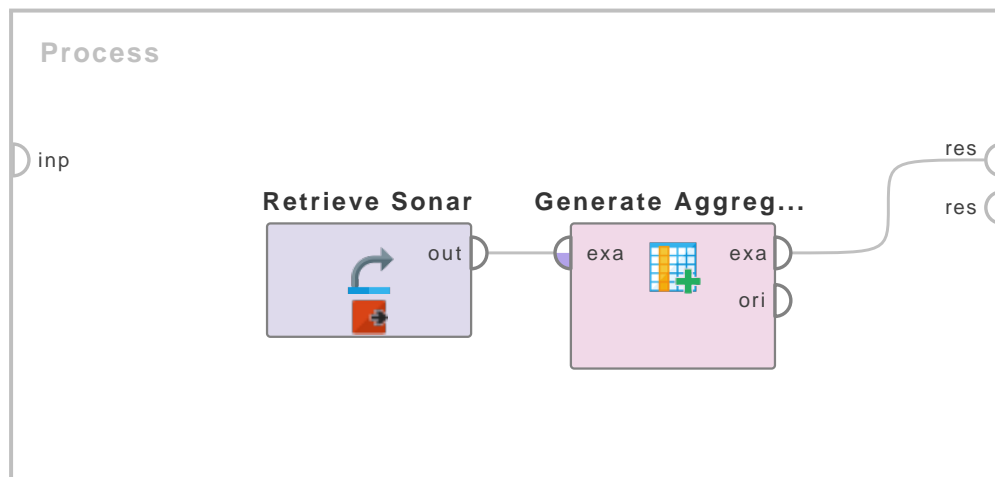 Process
inp
res
res
Retrieve Sonar
Generate Aggreg...
out
exa
exa
ori